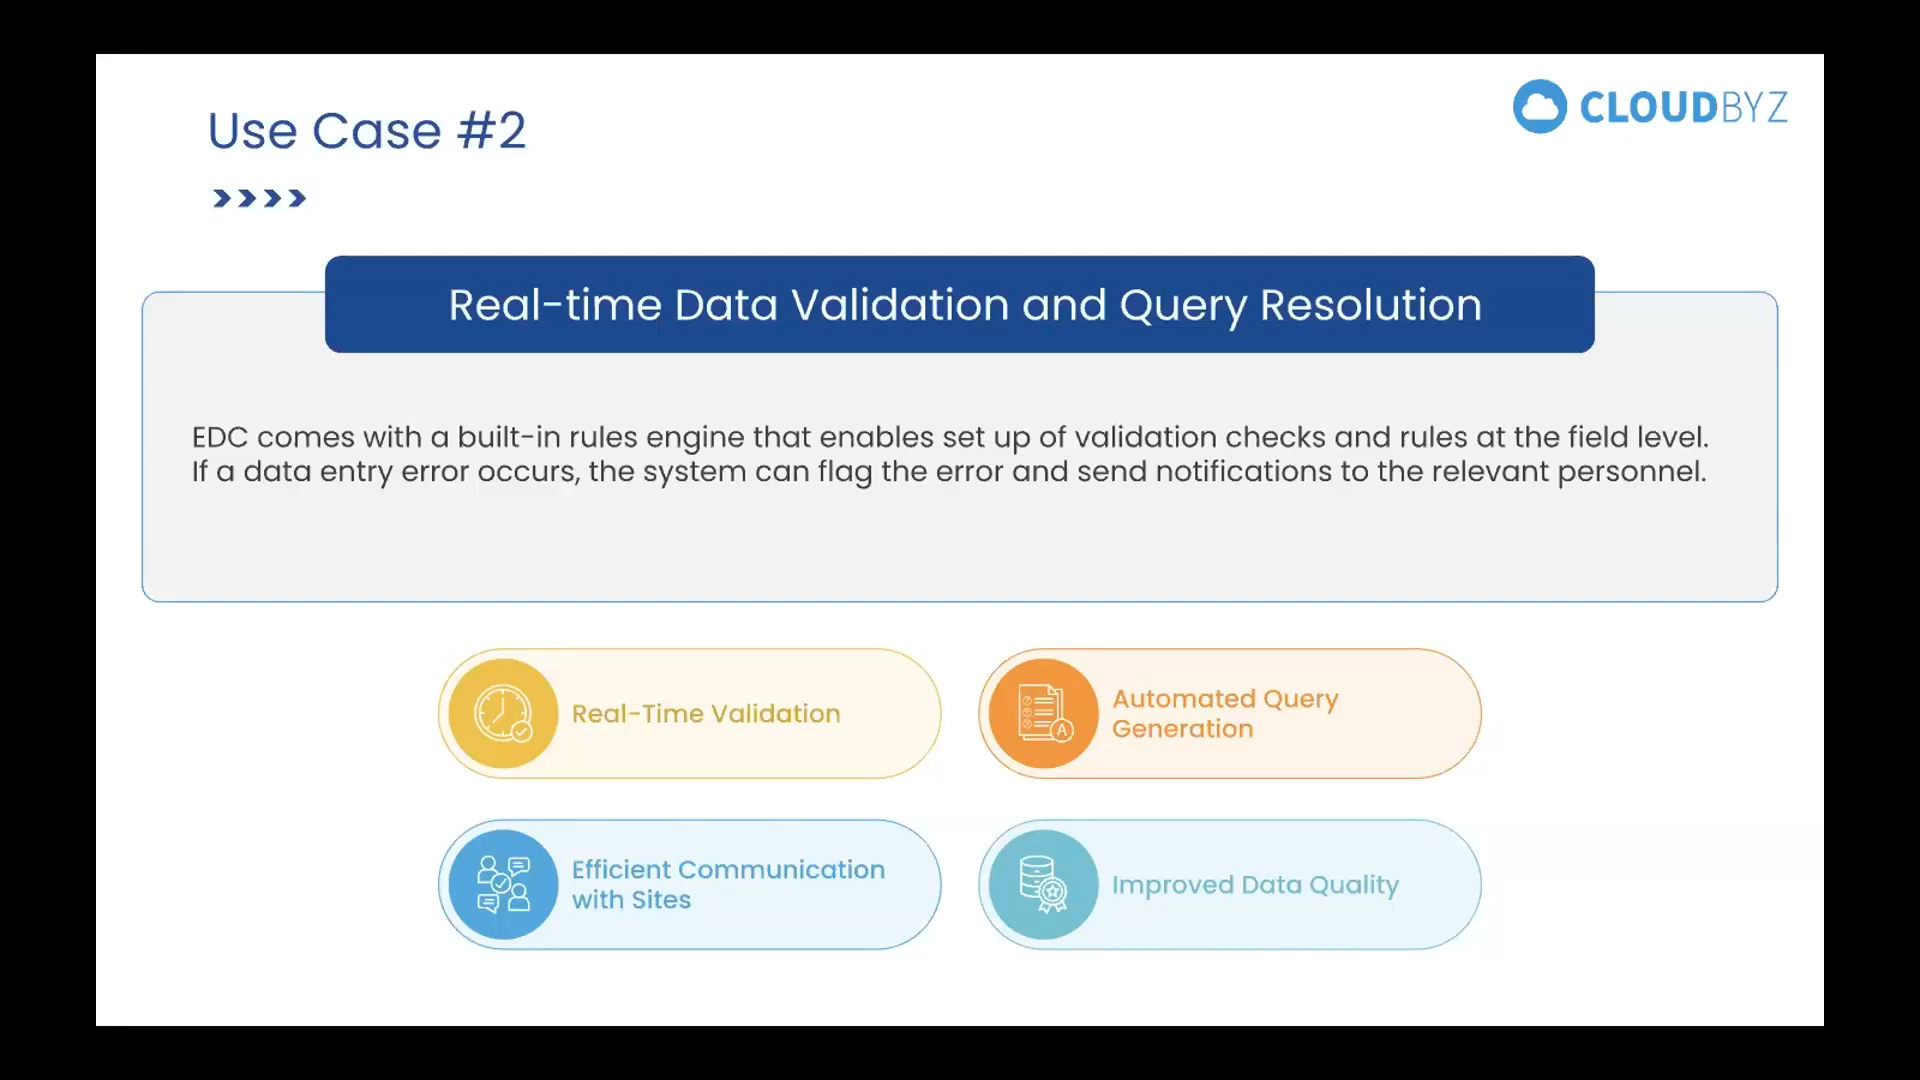 Use Case #2
CLOUDBYZ
Real-time Data Validation and Query Resolution
EDC comes with a built-in rules engine that enables set up of validation checks and rules at the field level.
If a data entry error occurs, the system can flag the error and send notifications to the relevant personnel.
Real-Time Validation
Automated Query
Generation
A
Efficient Communication
with Sites
Improved Data Quality